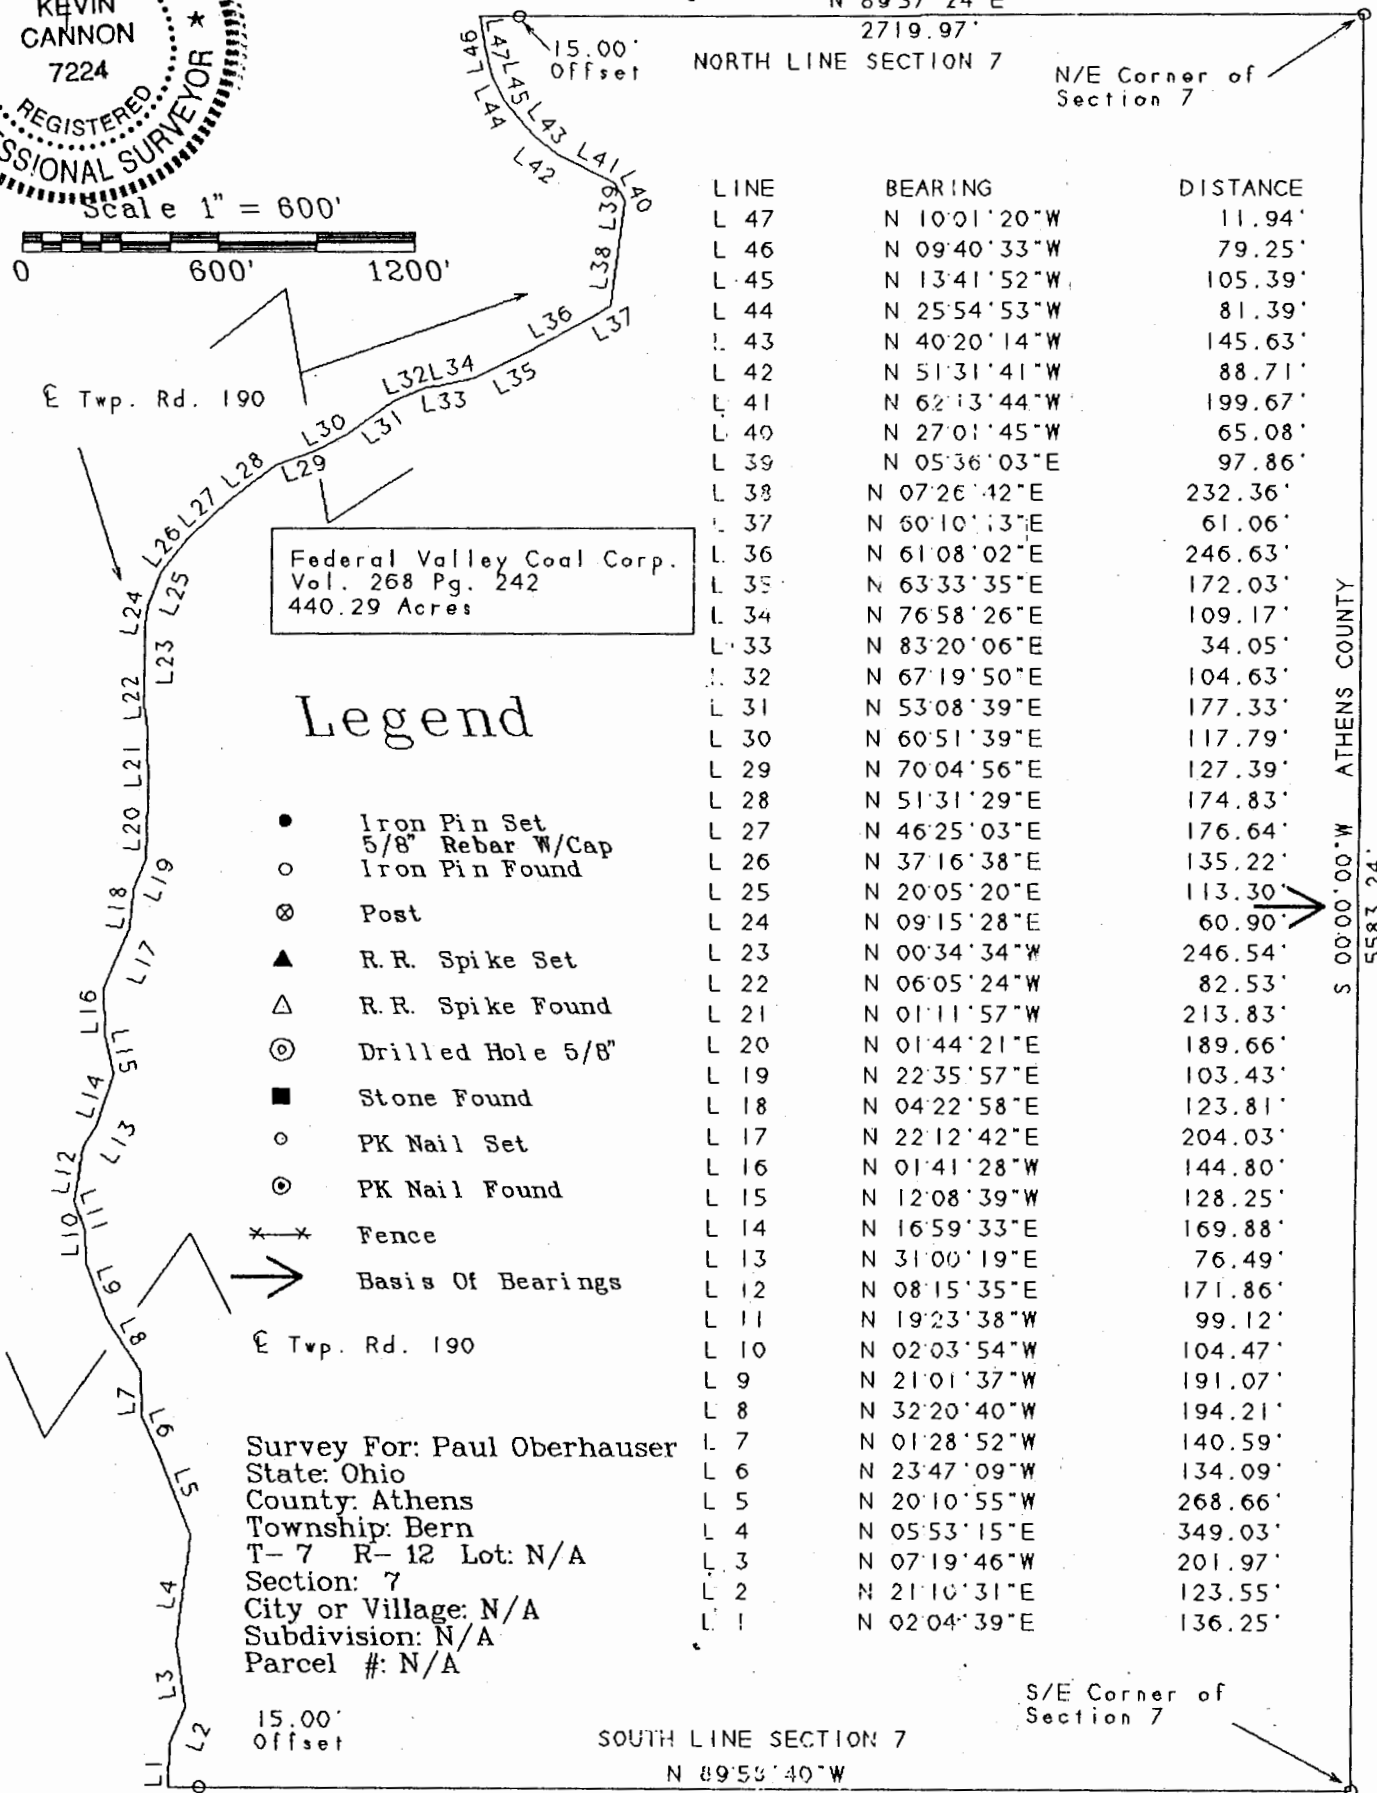 KEVIN
CANNON
7224
REGISTERED
SSIONAL SURVEYOR ★
Scale 1" = 600'
0 600' 1200'
N 89°37'24"E
2719.97'
15.00'
Offset
NORTH LINE SECTION 7
N/E Corner of
Section 7
L46
L47
L45
L44
L43
L42
L41
L40
L39
L38
L37
L36
L35
L32
L34
L33
L31
L30
L29
L28
L27
L26
L25
L24
L23
L22
L21
L20
L19
L18
L17
L16
L15
L14
L13
L12
L11
L10
L9
L8
L7
L6
L5
L4
L3
L2
L1
℄ Twp. Rd. 190
Federal Valley Coal Corp.
Vol. 268 Pg. 242
440.29 Acres
Legend
Iron Pin Set
5/8" Rebar W/Cap
Iron Pin Found
Post
R.R. Spike Set
R.R. Spike Found
Drilled Hole 5/8"
Stone Found
PK Nail Set
PK Nail Found
Fence
Basis Of Bearings
℄ Twp. Rd. 190
Survey For: Paul Oberhauser
State: Ohio
County: Athens
Township: Bern
T- 7 R- 12 Lot: N/A
Section: 7
City or Village: N/A
Subdivision: N/A
Parcel #: N/A
15.00'
Offset
LINE BEARING DISTANCE
L 47 N 10°01'20"W 11.94'
L 46 N 09°40'33"W 79.25'
L 45 N 13°41'52"W 105.39'
L 44 N 25°54'53"W 81.39'
L 43 N 40°20'14"W 145.63'
L 42 N 51°31'41"W 88.71'
L 41 N 62°13'44"W 199.67'
L 40 N 27°01'45"W 65.08'
L 39 N 05°36'03"E 97.86'
L 38 N 07°26'42"E 232.36'
L 37 N 60°10'13"E 61.06'
L 36 N 61°08'02"E 246.63'
L 35 N 63°33'35"E 172.03'
L 34 N 76°58'26"E 109.17'
L 33 N 83°20'06"E 34.05'
L 32 N 67°19'50"E 104.63'
L 31 N 53°08'39"E 177.33'
L 30 N 60°51'39"E 117.79'
L 29 N 70°04'56"E 127.39'
L 28 N 51°31'29"E 174.83'
L 27 N 46°25'03"E 176.64'
L 26 N 37°16'38"E 135.22'
L 25 N 20°05'20"E 113.30'
L 24 N 09°15'28"E 60.90'
L 23 N 00°34'34"W 246.54'
L 22 N 06°05'24"W 82.53'
L 21 N 01°11'57"W 213.83'
L 20 N 01°44'21"E 189.66'
L 19 N 22°35'57"E 103.43'
L 18 N 04°22'58"E 123.81'
L 17 N 22°12'42"E 204.03'
L 16 N 01°41'28"W 144.80'
L 15 N 12°08'39"W 128.25'
L 14 N 16°59'33"E 169.88'
L 13 N 31°00'19"E 76.49'
L 12 N 08°15'35"E 171.86'
L 11 N 19°23'38"W 99.12'
L 10 N 02°03'54"W 104.47'
L 9 N 21°01'37"W 191.07'
L 8 N 32°20'40"W 194.21'
L 7 N 01°28'52"W 140.59'
L 6 N 23°47'09"W 134.09'
L 5 N 20°10'55"W 268.66'
L 4 N 05°53'15"E 349.03'
L 3 N 07°19'46"W 201.97'
L 2 N 21°10'31"E 123.55'
L 1 N 02°04'39"E 136.25'
S 00°00'00"W ATHENS COUNTY
5583.24'
S/E Corner of
Section 7
SOUTH LINE SECTION 7